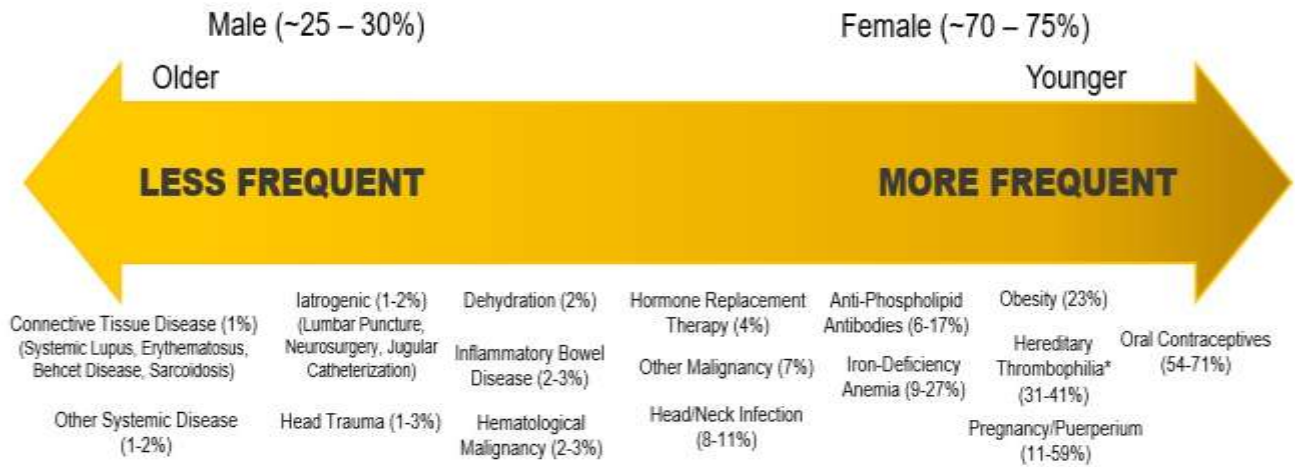 Male (~25 – 30%)
Female (~70 – 75%)
Older
Younger
LESS FREQUENT
MORE FREQUENT
Connective Tissue Disease (1%)
(Systemic Lupus, Erythematosus,
Behcet Disease, Sarcoidosis)
Other Systemic Disease
(1-2%)
Iatrogenic (1-2%)
(Lumbar Puncture,
Neurosurgery, Jugular
Catheterization)
Head Trauma (1-3%)
Dehydration (2%)
Inflammatory Bowel
Disease (2-3%)
Hematological
Malignancy (2-3%)
Hormone Replacement
Therapy (4%)
Other Malignancy (7%)
Head/Neck Infection
(8-11%)
Anti-Phospholipid
Antibodies (6-17%)
Iron-Deficiency
Anemia (9-27%)
Obesity (23%)
Hereditary
Thrombophilia*
(31-41%)
Pregnancy/Puerperium
(11-59%)
Oral Contraceptives
(54-71%)